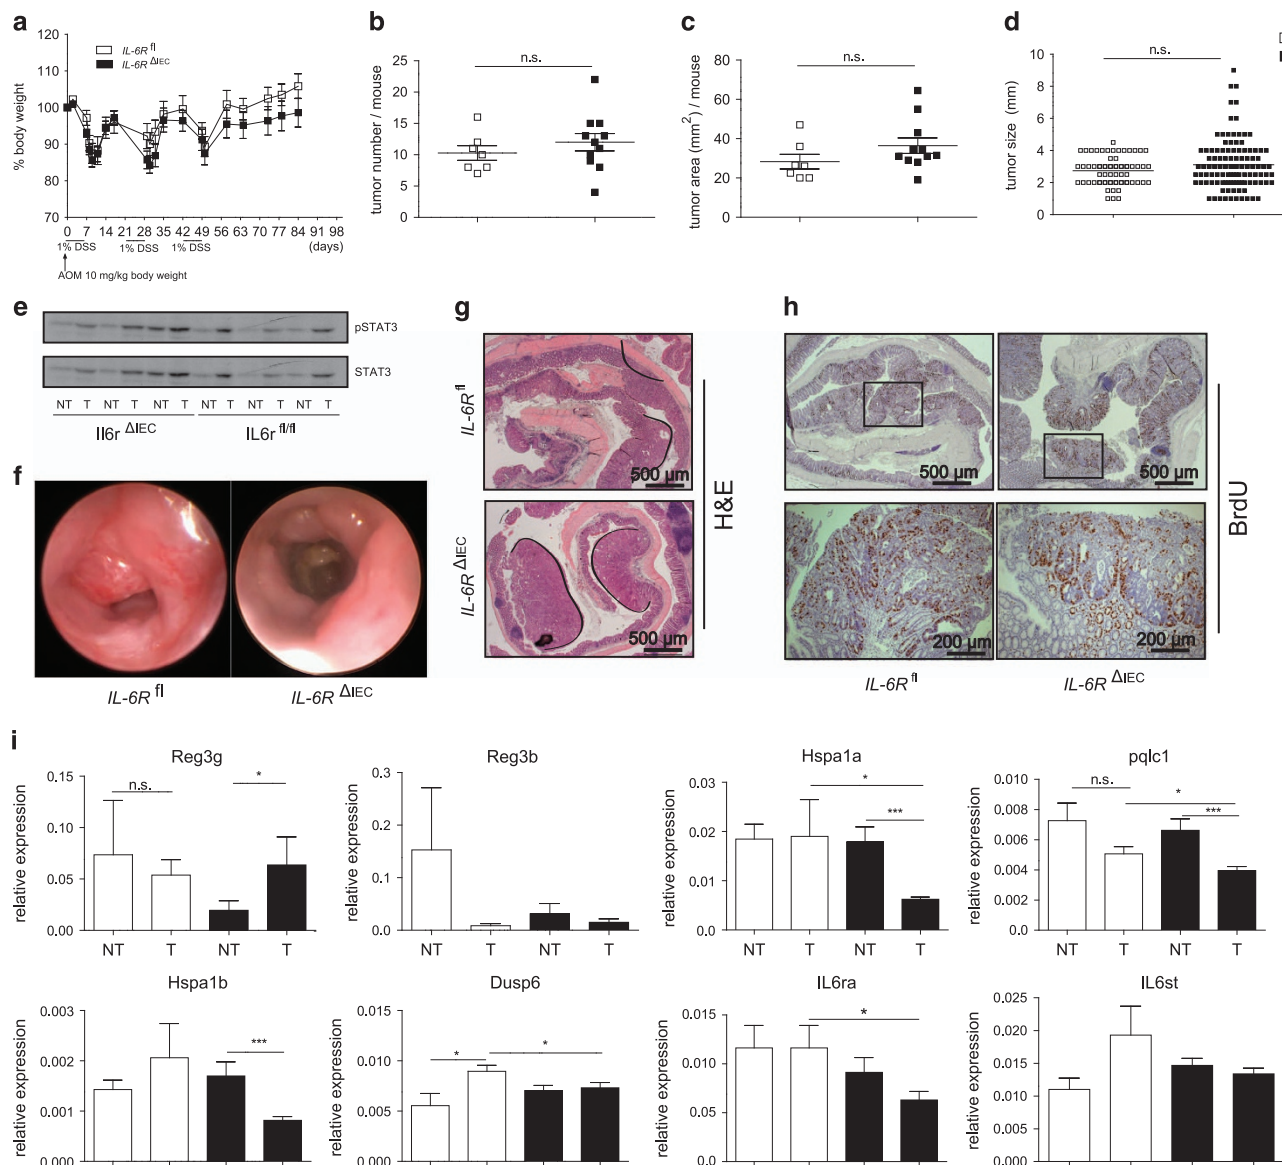 a
120
110
100
90
80
70
% body weight
IL-6R fl
IL-6R ΔIEC
0 7 14 21 28 35 42 49 56 63 70 77 84 91 98
(days)
1% DSS 1% DSS 1% DSS
AOM 10 mg/kg body weight
b
n.s.
25
20
15
10
5
0
tumor number / mouse
c
n.s.
80
60
40
20
0
tumor area (mm²) / mouse
d
n.s.
10
8
6
4
2
0
tumor size (mm)
e
pSTAT3
STAT3
NT T NT T NT T NT T NT T NT T
Il6r ΔIEC IL6r fl/fl
f
IL-6R fl IL-6R ΔIEC
g
IL-6R fl
500 µm
IL-6R ΔIEC
500 µm
H&E
h
500 µm 500 µm
200 µm 200 µm
BrdU
IL-6R fl IL-6R ΔIEC
i
Reg3g
relative expression
0.15
0.10
0.05
0.00
n.s. *
NT T NT T
Reg3b
relative expression
0.3
0.2
0.1
0.0
NT T NT T
Hspa1a
relative expression
0.03
0.02
0.01
0.0
*
***
NT T NT T
pqlc1
relative expression
0.010
0.008
0.006
0.004
0.002
0.0
n.s.
*
***
NT T NT T
Hspa1b
relative expression
0.003
0.002
0.001
0.000
***
Dusp6
relative expression
0.015
0.010
0.005
0.000
* *
IL6ra
relative expression
0.015
0.010
0.05
0.00
*
IL6st
relative expression
0.025
0.020
0.015
0.010
0.005
0.000